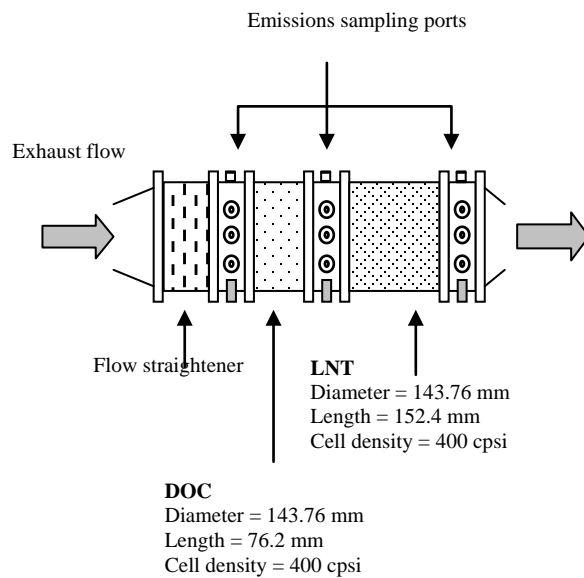 Emissions sampling ports
Exhaust flow
Flow straightener
LNT
Diameter = 143.76 mm
Length = 152.4 mm
Cell density = 400 cpsi
DOC
Diameter = 143.76 mm
Length = 76.2 mm
Cell density = 400 cpsi